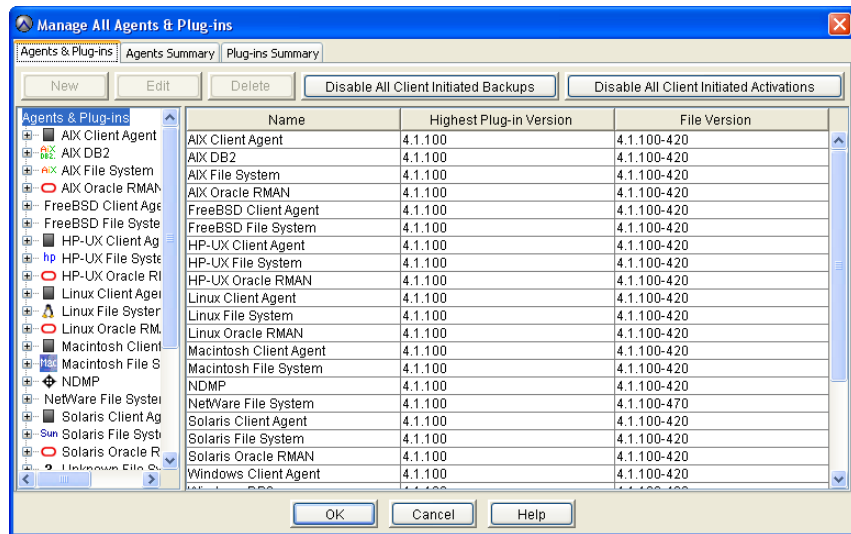 Manage All Agents & Plug-ins
Agents & Plug-ins Agents Summary Plug-ins Summary
New Edit Delete Disable All Client Initiated Backups Disable All Client Initiated Activations
Agents & Plug-ins
AIX Client Agent
AIX DB2
AIX File System
AIX Oracle RMAN
FreeBSD Client Age
FreeBSD File Syste
HP-UX Client Ag
hp HP-UX File Syste
HP-UX Oracle RI
Linux Client Agen
Linux File Syster
Linux Oracle RM
Macintosh Client
Mac Macintosh File S
NDMP
NetWare File Syster
Solaris Client Ag
Sun Solaris File Syst
Solaris Oracle R
Name Highest Plug-in Version File Version
AIX Client Agent 4.1.100 4.1.100-420
AIX DB2 4.1.100 4.1.100-420
AIX File System 4.1.100 4.1.100-420
AIX Oracle RMAN 4.1.100 4.1.100-420
FreeBSD Client Agent 4.1.100 4.1.100-420
FreeBSD File System 4.1.100 4.1.100-420
HP-UX Client Agent 4.1.100 4.1.100-420
HP-UX File System 4.1.100 4.1.100-420
HP-UX Oracle RMAN 4.1.100 4.1.100-420
Linux Client Agent 4.1.100 4.1.100-420
Linux File System 4.1.100 4.1.100-420
Linux Oracle RMAN 4.1.100 4.1.100-420
Macintosh Client Agent 4.1.100 4.1.100-420
Macintosh File System 4.1.100 4.1.100-420
NDMP 4.1.100 4.1.100-420
NetWare File System 4.1.100 4.1.100-470
Solaris Client Agent 4.1.100 4.1.100-420
Solaris File System 4.1.100 4.1.100-420
Solaris Oracle RMAN 4.1.100 4.1.100-420
Windows Client Agent 4.1.100 4.1.100-420
OK Cancel Help